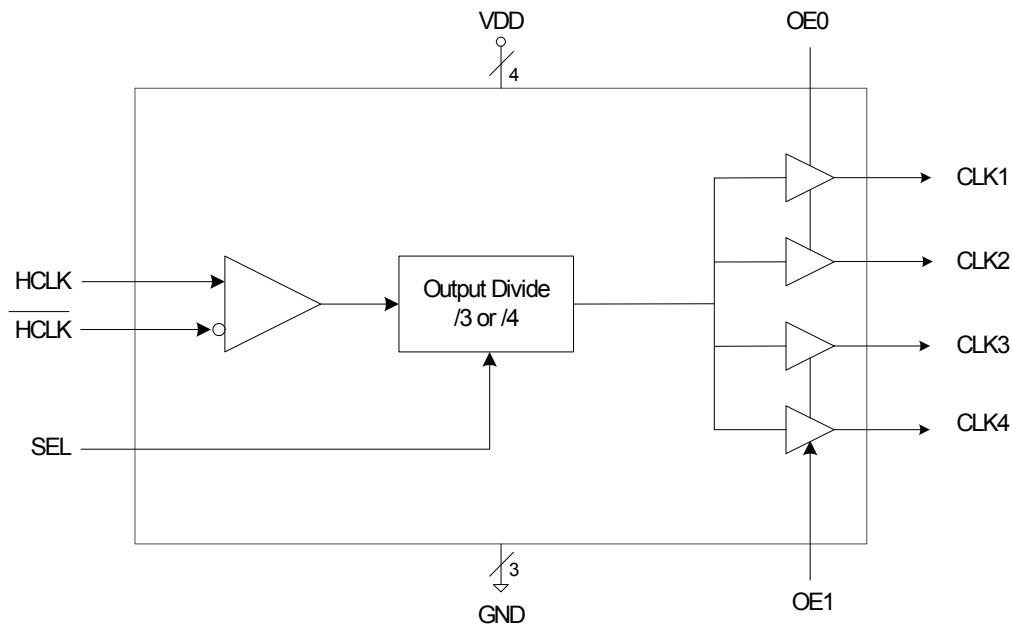 VDD
OE0
4
CLK1
HCLK
Output Divide
/3 or /4
CLK2
HCLK
CLK3
SEL
CLK4
3
GND
OE1